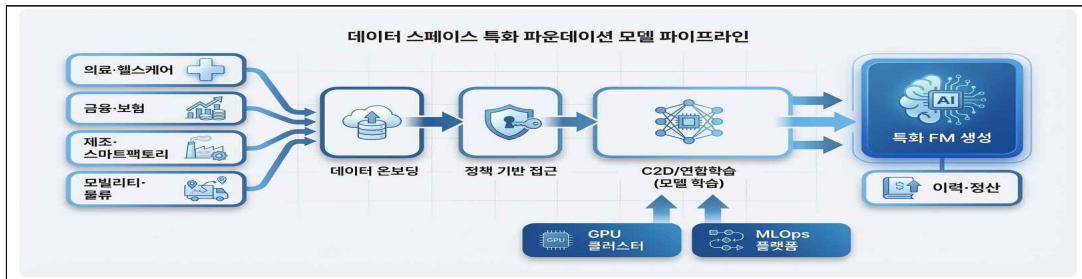 데이터 스페이스 특화 파운데이션 모델 파이프라인
의료·헬스케어
금융·보험
제조·
스마트팩토리
모빌리티·
물류
데이터 온보딩
정책 기반 접근
C2D/연합학습
(모델 학습)
GPU
GPU
클러스터
MLOps
플랫폼
AI
특화 FM 생성
$
이력·정산